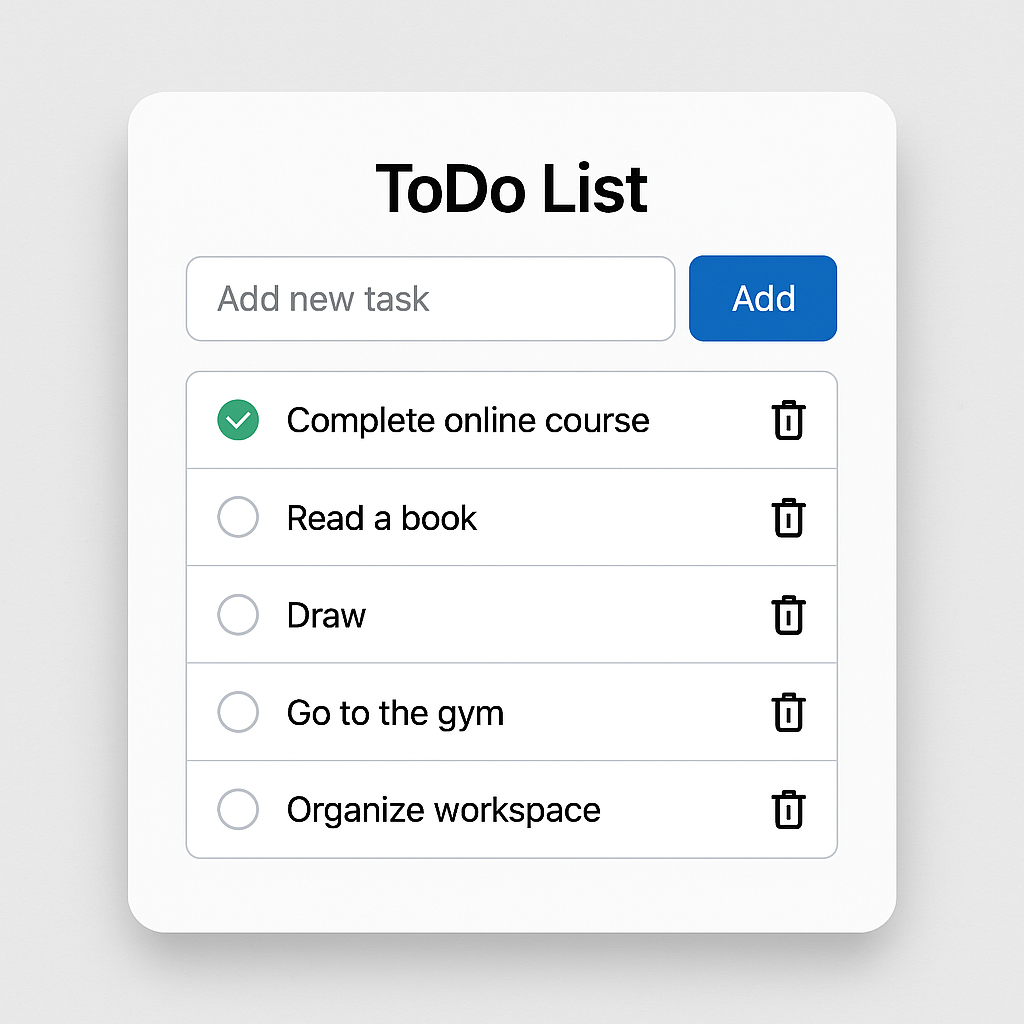 ToDo List
Add new task
Add
Complete online course
Read a book
Draw
Go to the gym
Organize workspace